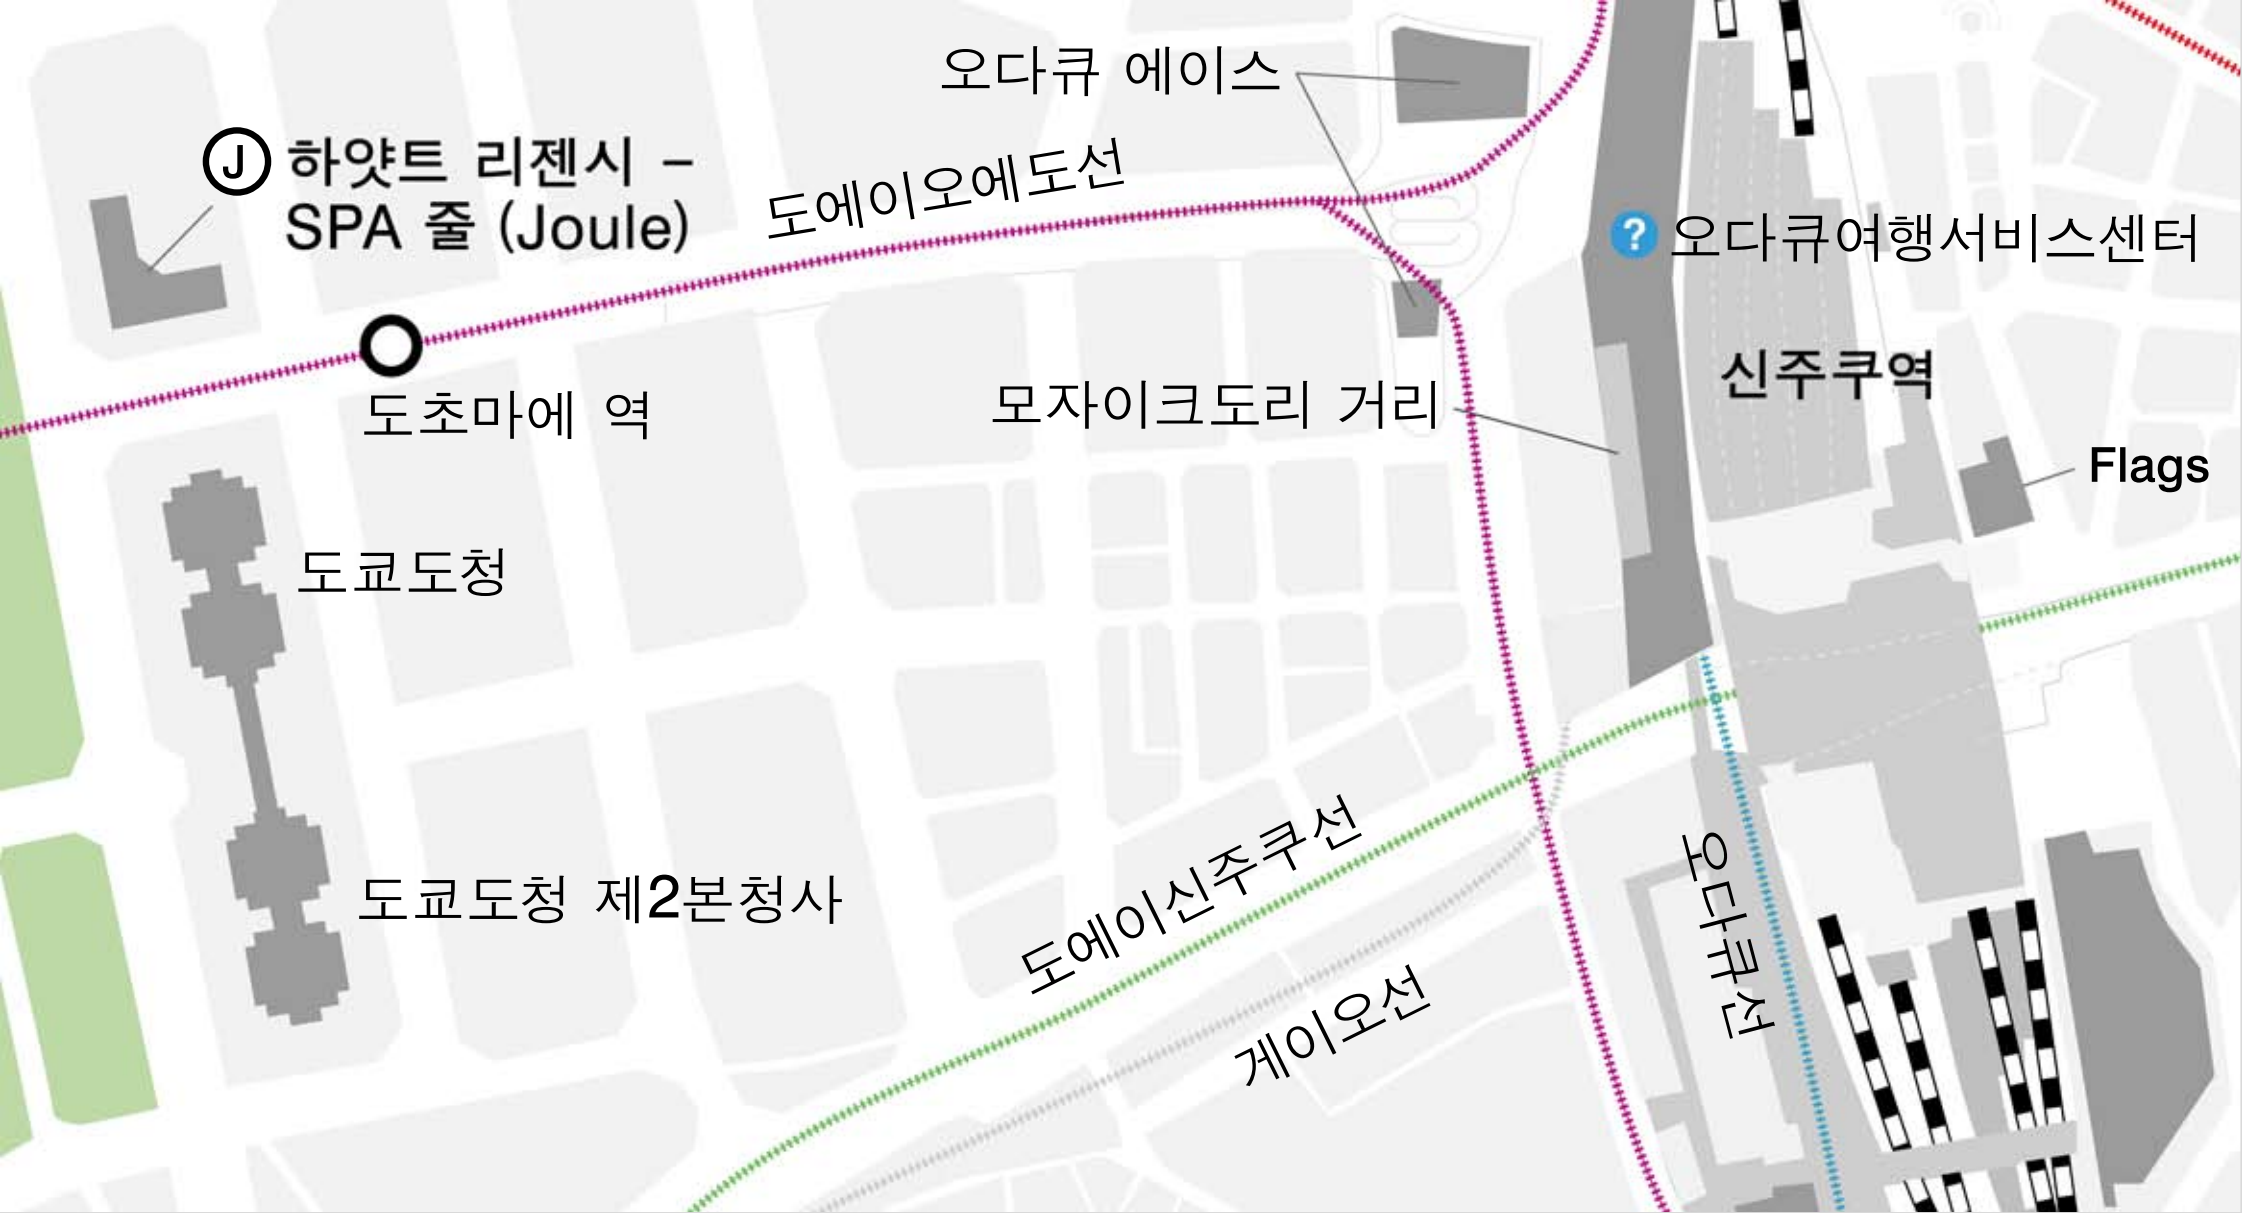 오다큐 에이스
J
하얏트 리젠시 –
SPA 줄 (Joule)
도에이오에도선
? 오다큐여행서비스센터
신주쿠역
도초마에 역
모자이크도리 거리
Flags
도쿄도청
도쿄도청 제2본청사
도에이신주쿠선
게이오선
오다큐선